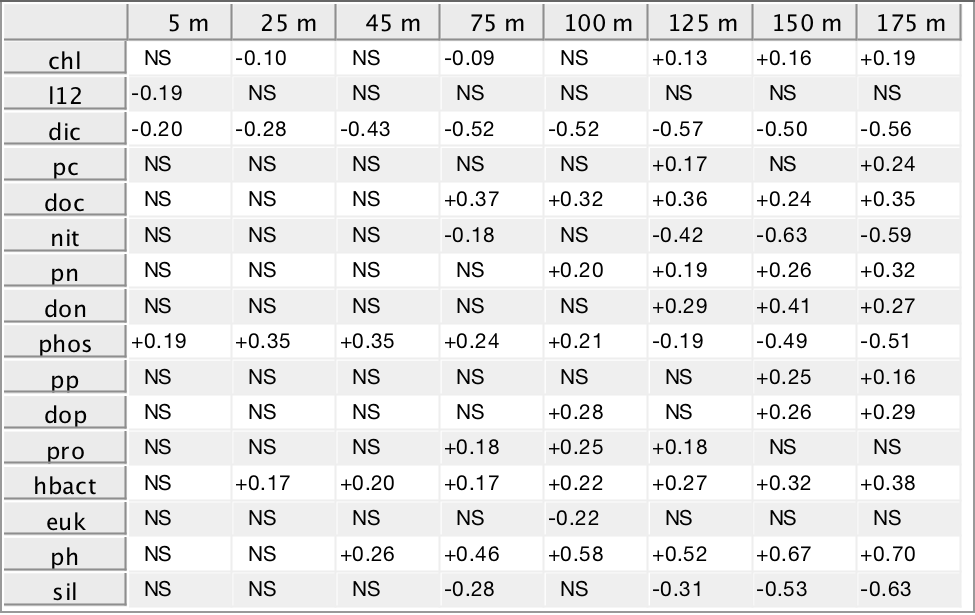 5 m 25 m 45 m 75 m 100 m 125 m 150 m 175 m
chl NS -0.10 NS -0.09 NS +0.13 +0.16 +0.19
l12 -0.19 NS NS NS NS NS NS NS
dic -0.20 -0.28 -0.43 -0.52 -0.52 -0.57 -0.50 -0.56
pc NS NS NS NS NS +0.17 NS +0.24
doc NS NS NS +0.37 +0.32 +0.36 +0.24 +0.35
nit NS NS NS -0.18 NS -0.42 -0.63 -0.59
pn NS NS NS NS +0.20 +0.19 +0.26 +0.32
don NS NS NS NS NS +0.29 +0.41 +0.27
phos +0.19 +0.35 +0.35 +0.24 +0.21 -0.19 -0.49 -0.51
pp NS NS NS NS NS NS +0.25 +0.16
dop NS NS NS NS +0.28 NS +0.26 +0.29
pro NS NS NS +0.18 +0.25 +0.18 NS NS
hbact NS +0.17 +0.20 +0.17 +0.22 +0.27 +0.32 +0.38
euk NS NS NS NS -0.22 NS NS NS
ph NS NS +0.26 +0.46 +0.58 +0.52 +0.67 +0.70
sil NS NS NS -0.28 NS -0.31 -0.53 -0.63